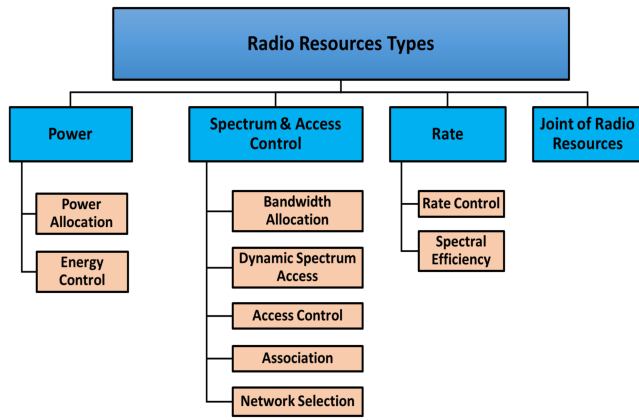 Radio Resources Types
Power
Spectrum & Access
Control
Rate
Joint of Radio
Resources
Power
Allocation
Energy
Control
Bandwidth
Allocation
Dynamic Spectrum
Access
Access Control
Association
Network Selection
Rate Control
Spectral
Efficiency